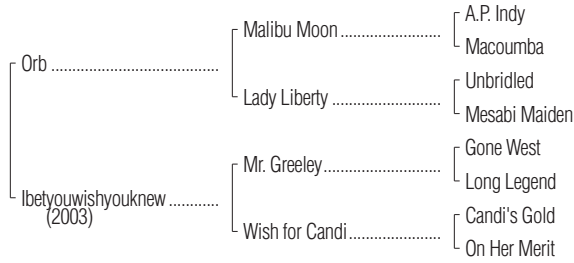 A.P. Indy
Malibu Moon
Macoumba
Orb
Unbridled
Lady Liberty
Mesabi Maiden
Gone West
Mr. Greeley
Long Legend
Ibetyouwishyouknew
(2003)
Candi's Gold
Wish for Candi
On Her Merit